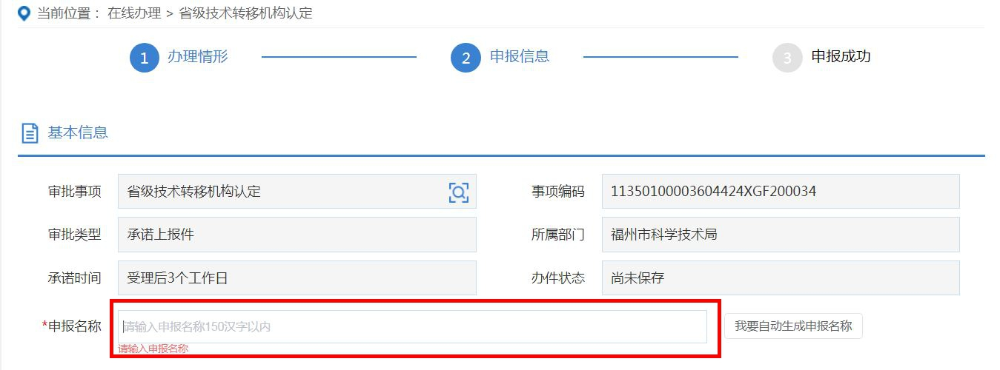 当前位置： 在线办理 > 省级技术转移机构认定
1 办理情形 2 申报信息 3 申报成功
基本信息
审批事项 省级技术转移机构认定 事项编码 11350100003604424XGF200034
审批类型 承诺上报件 所属部门 福州市科学技术局
承诺时间 受理后3个工作日 办件状态 尚未保存
*申报名称 请输入申报名称150汉字以内 我要自动生成申报名称
请输入申报名称